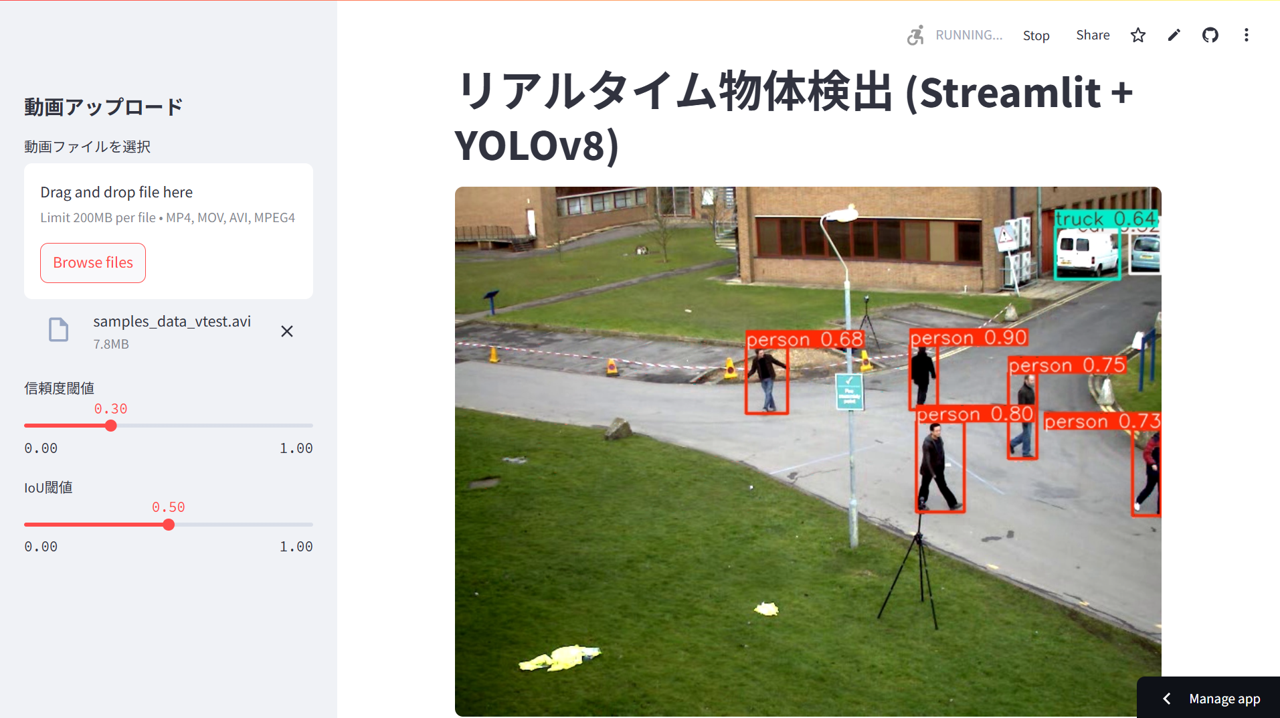 RUNNING...
Stop
Share
動画アップロード
動画ファイルを選択
Drag and drop file here
Limit 200MB per file • MP4, MOV, AVI, MPEG4
Browse files
samples_data_vtest.avi
7.8MB
信頼度閾値
0.30
0.00
1.00
IoU閾値
0.50
0.00
1.00
リアルタイム物体検出 (Streamlit +
YOLOv8)
truck 0.64
person 0.68
person 0.90
person 0.75
person 0.80
person 0.73
Manage app